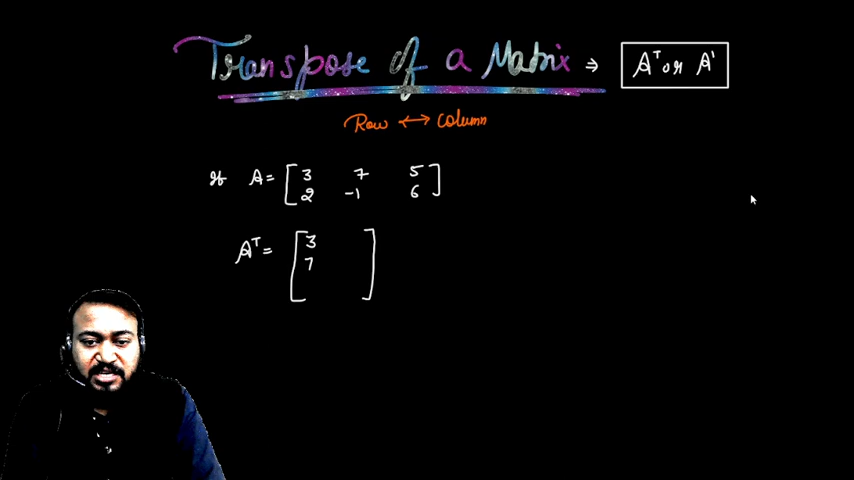 Transpose of a Matrix ⇒ Aᵀ or A'
Row ↔ column
If A = [ 3 7 5
2 -1 6 ]
Aᵀ = [ 3
7 ]